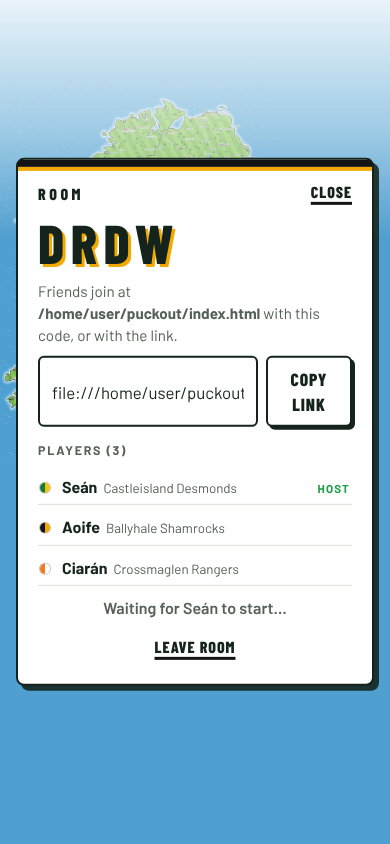 ROOM
CLOSE
DRDW
Friends join at
/home/user/puckout/index.html with this
code, or with the link.
file:///home/user/puckout
COPY
LINK
PLAYERS (3)
Seán Castleisland Desmonds HOST
Aoife Ballyhale Shamrocks
Ciarán Crossmaglen Rangers
Waiting for Seán to start...
LEAVE ROOM